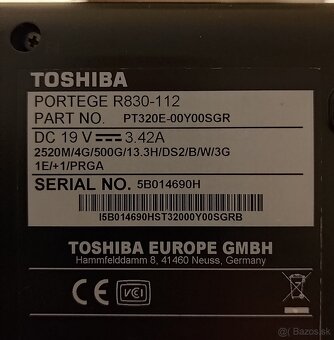 TOSHIBA
PORTEGE R830-112
PART NO. PT320E-00Y00SGR
DC 19 V 3.42A
2520M/4G/500G/13.3H/DS2/B/W/3G
1E/+1/PRGA
SERIAL NO. 5B014690H
I5B014690HST32000Y00SGRB
TOSHIBA EUROPE GMBH
Hammfelddamm 8, 41460 Neuss, Germany
CE VCI
Bazos.sk